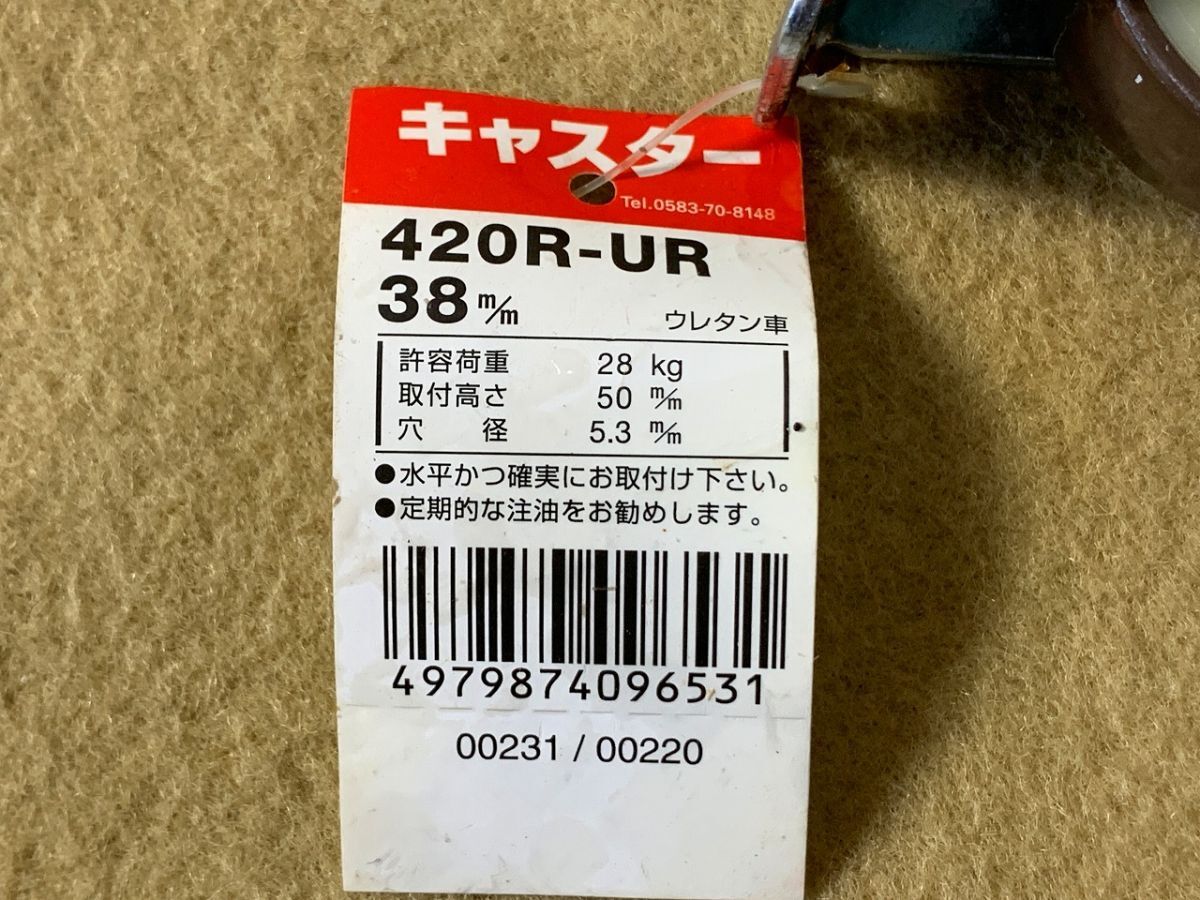 キャスター
Tel.0583-70-8148
420R-UR
38 m/m ウレタン車
許容荷重 28 kg
取付高さ 50 m/m
穴 径 5.3 m/m
●水平かつ確実にお取付け下さい。
●定期的な注油をお勧めします。
4979874096531
00231 / 00220